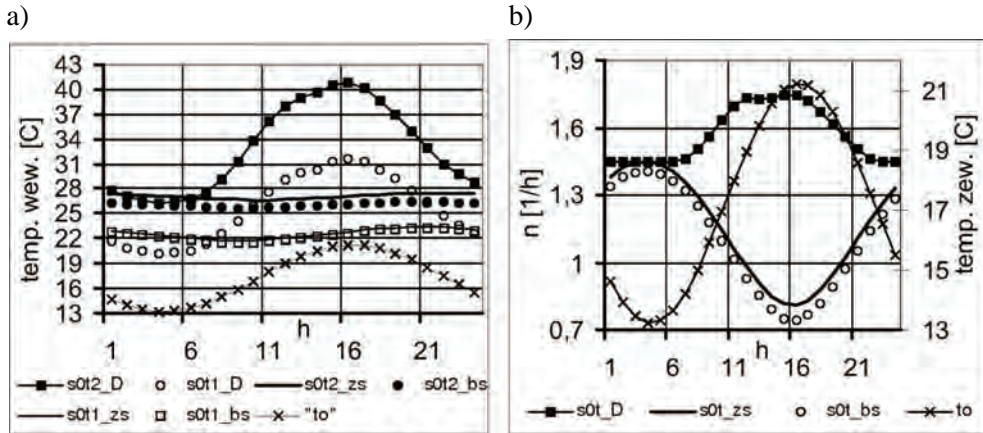 a)
b)
temp. wew. [C]
43
40
37
34
31
28
25
22
19
16
13
1 6 11 16 21
h
s0t2_D s0t1_D s0t2_zs s0t2_bs
s0t1_zs s0t1_bs "to"
n [1/h]
1,9
1,6
1,3
1
0,7
temp. zew. [C]
21
19
17
15
13
1 6 11 16 21
h
s0t_D s0t_zs s0t_bs to